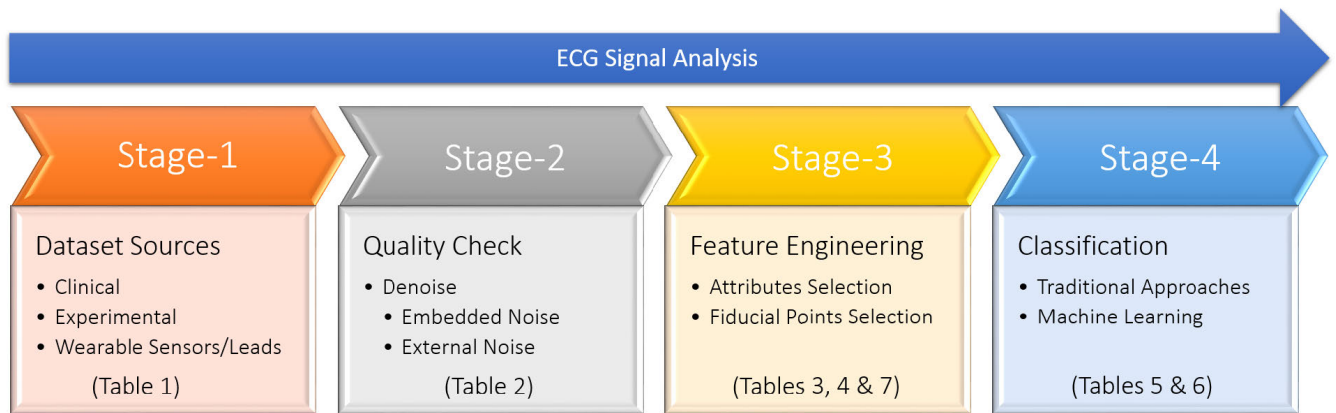 ECG Signal Analysis
Stage-1
Dataset Sources
• Clinical
• Experimental
• Wearable Sensors/Leads
(Table 1)
Stage-2
Quality Check
• Denoise
• Embedded Noise
• External Noise
(Table 2)
Stage-3
Feature Engineering
• Attributes Selection
• Fiducial Points Selection
(Tables 3, 4 & 7)
Stage-4
Classification
• Traditional Approaches
• Machine Learning
(Tables 5 & 6)